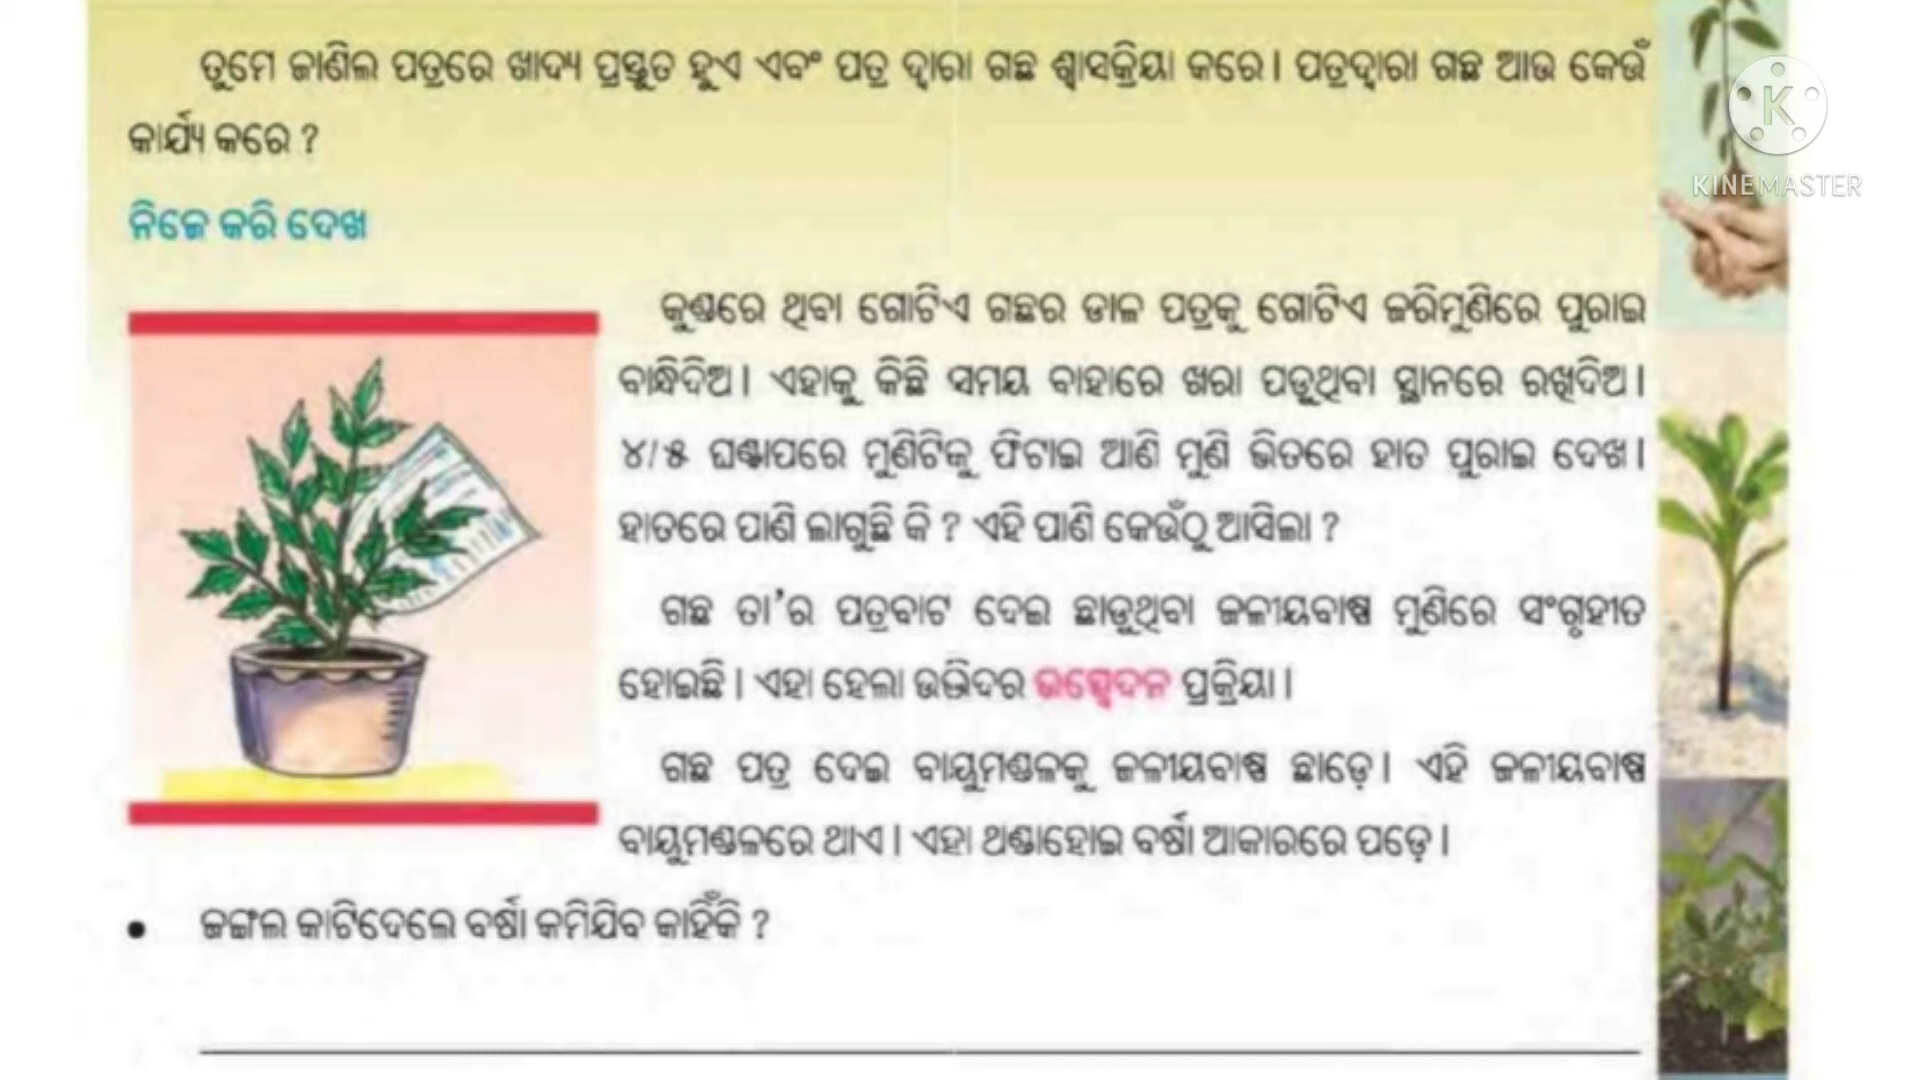 ତୁମେ ଜାଣିଲ ପତ୍ରରେ ଖାଦ୍ୟ ପ୍ରସ୍ତୁତ ହୁଏ ଏବଂ ପତ୍ର ଦ୍ୱାରା ଗଛ ଶ୍ୱାସକ୍ରିୟା କରେ। ପତ୍ରଦ୍ୱାରା ଗଛ ଆଉ କେଉଁ
କାର୍ଯ୍ୟ କରେ ?
ନିଜେ କରି ଦେଖ
କୁଣ୍ଡରେ ଥିବା ଗୋଟିଏ ଗଛର ଡାଳ ପତ୍ରକୁ ଗୋଟିଏ ଜରିମୁଣିରେ ପୁରାଇ
ବାନ୍ଧିଦିଅ। ଏହାକୁ କିଛି ସମୟ ବାହାରେ ଖରା ପଡୁଥିବା ସ୍ଥାନରେ ରଖିଦିଅ।
୪/୫ ଘଣ୍ଟାପରେ ମୁଣିଟିକୁ ଫିଟାଇ ଆଣି ମୁଣି ଭିତରେ ହାତ ପୁରାଇ ଦେଖ।
ହାତରେ ପାଣି ଲାଗୁଛି କି ? ଏହି ପାଣି କେଉଁଠୁ ଆସିଲା ?
ଗଛ ତା'ର ପତ୍ରବାଟ ଦେଇ ଛାଡୁଥିବା ଜଳୀୟବାଷ୍ପ ମୁଣିରେ ସଂଗୃହୀତ
ହୋଇଛି। ଏହା ହେଲା ଉଦ୍ଭିଦର ଉତ୍ସ୍ୱେଦନ ପ୍ରକ୍ରିୟା।
ଗଛ ପତ୍ର ଦେଇ ବାୟୁମଣ୍ଡଳକୁ ଜଳୀୟବାଷ୍ପ ଛାଡ଼େ। ଏହି ଜଳୀୟବାଷ୍ପ
ବାୟୁମଣ୍ଡଳରେ ଥାଏ। ଏହା ଥଣ୍ଡାହୋଇ ବର୍ଷା ଆକାରରେ ପଡ଼େ।
• ଜଙ୍ଗଲ କାଟିଦେଲେ ବର୍ଷା କମିଯିବ କାହିଁକି ?
K
KINEMASTER